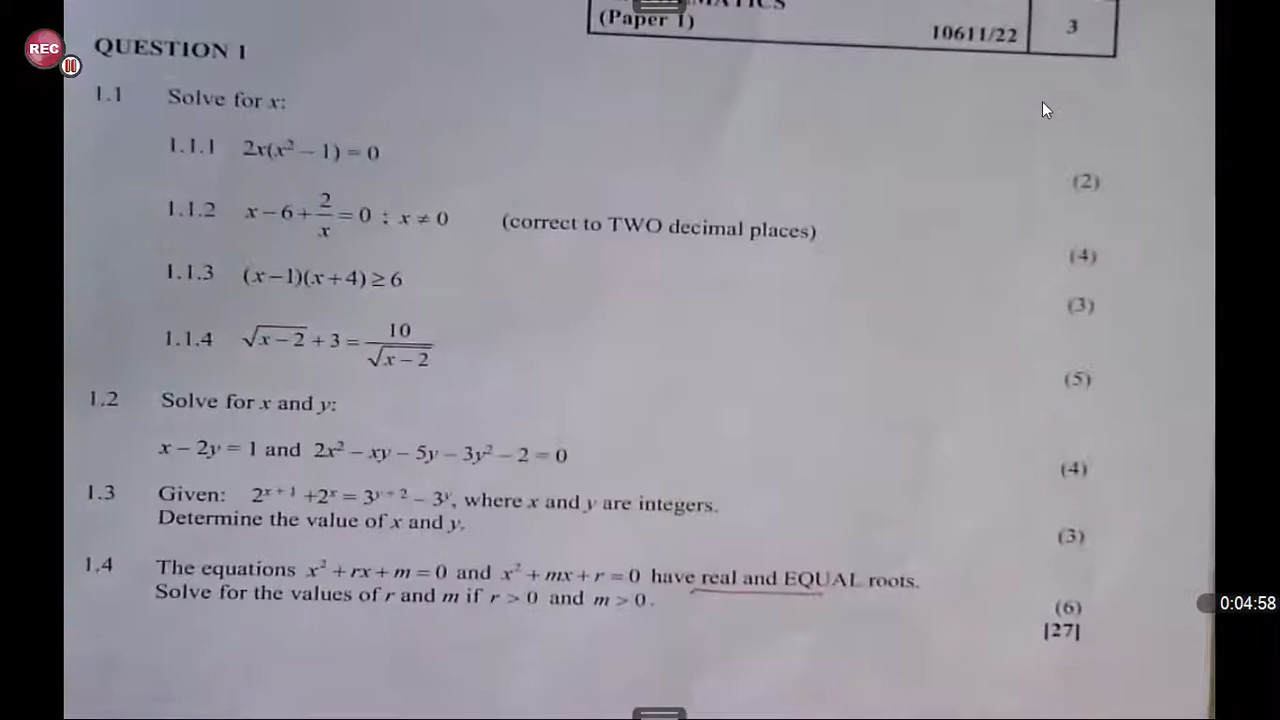 (Paper 1)
10611/22
3
REC
QUESTION 1
1.1 Solve for x:
1.1.1 2x(x² − 1) = 0
(2)
1.1.2 x − 6 + 2/x = 0 ; x ≠ 0 (correct to TWO decimal places)
(4)
1.1.3 (x − 1)(x + 4) ≥ 6
(3)
1.1.4 √(x − 2) + 3 = 10/√(x − 2)
(5)
1.2 Solve for x and y:
x − 2y = 1 and 2x² − xy − 5y − 3y² − 2 = 0
(4)
1.3 Given: 2ˣ⁺¹ + 2ˣ = 3ʸ⁺² − 3ʸ, where x and y are integers.
Determine the value of x and y.
(3)
1.4 The equations x² + rx + m = 0 and x² + mx + r = 0 have real and EQUAL roots.
Solve for the values of r and m if r > 0 and m > 0.
(6)
[27]
0:04:58